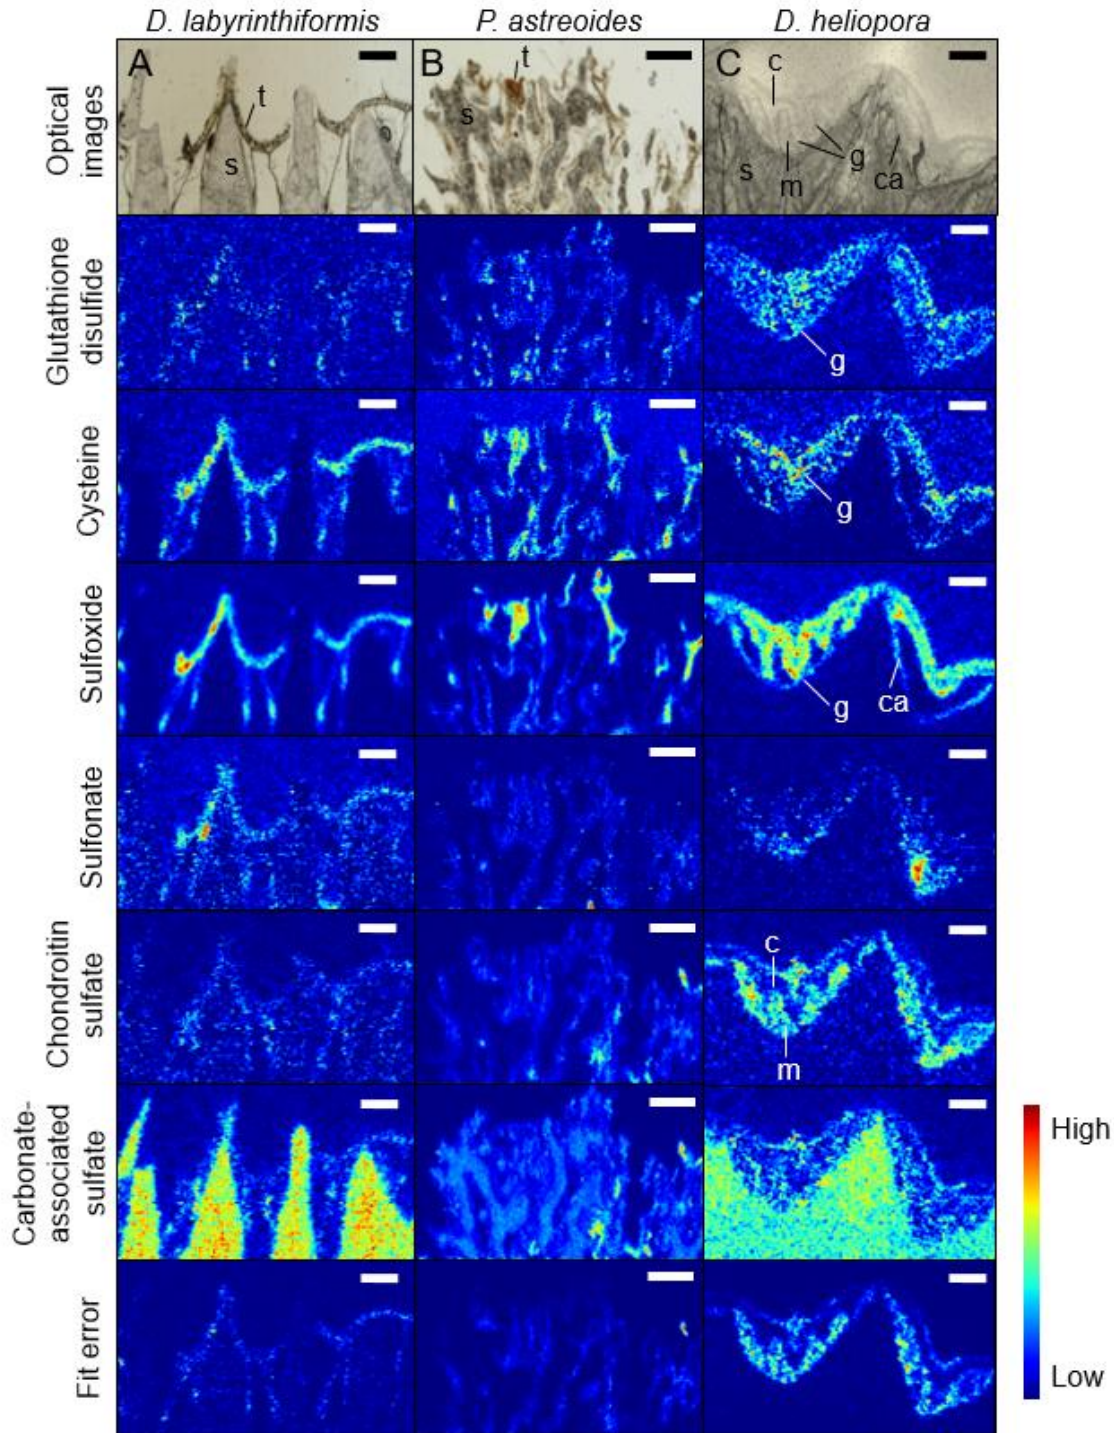 D. labyrinthiformis P. astreoides D. heliopora
Optical
images
A
t
s
B
t
s
C
c
g
s
m
ca
Glutathione
disulfide
g
Cysteine
g
Sulfoxide
g
ca
Sulfonate
Chondroitin
sulfate
c
m
Carbonate-
associated
sulfate
Fit error
High
Low